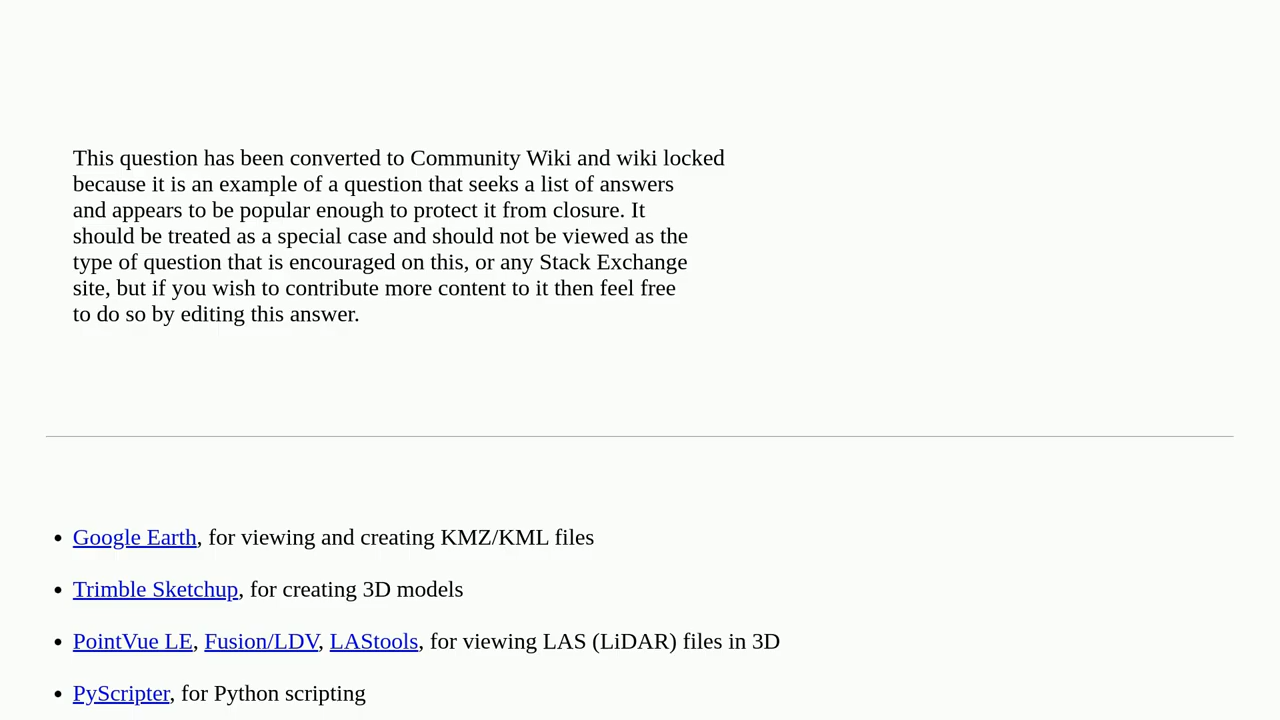 This question has been converted to Community Wiki and wiki locked
because it is an example of a question that seeks a list of answers
and appears to be popular enough to protect it from closure. It
should be treated as a special case and should not be viewed as the
type of question that is encouraged on this, or any Stack Exchange
site, but if you wish to contribute more content to it then feel free
to do so by editing this answer.
• Google Earth, for viewing and creating KMZ/KML files
• Trimble Sketchup, for creating 3D models
• PointVue LE, Fusion/LDV, LAStools, for viewing LAS (LiDAR) files in 3D
• PyScripter, for Python scripting